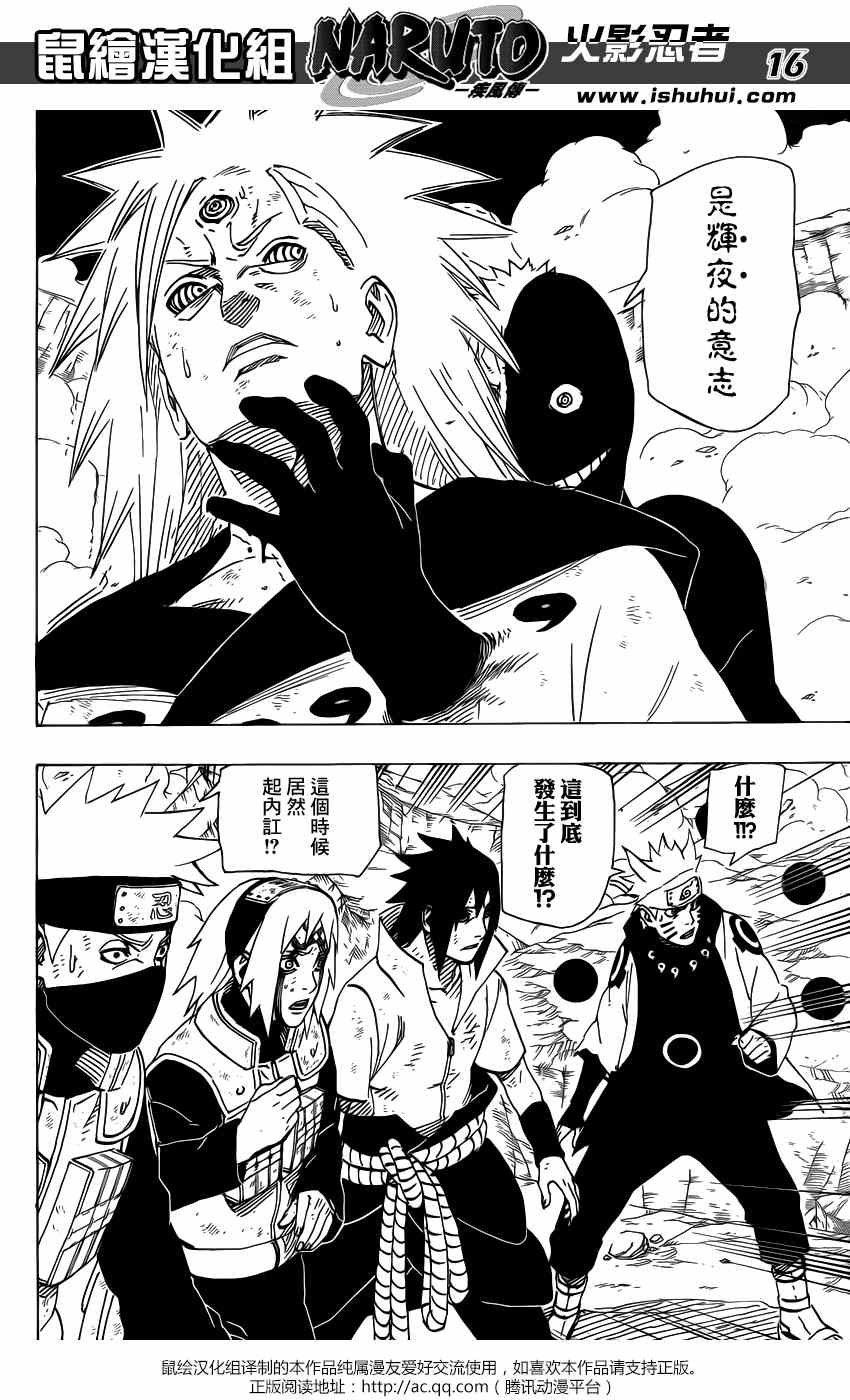 鼠繪漢化組
NARUTO
疾風傳
火影忍者
16
www.ishuhui.com
是輝夜的意志
什麼!!?
這到底
發生了什麼!?
這個時候
居然
起內訌!?
忍
鼠绘汉化组译制的本作品纯属漫友爱好交流使用，如喜欢本作品请支持正版。
正版阅读地址：http://ac.qq.com（腾讯动漫平台）